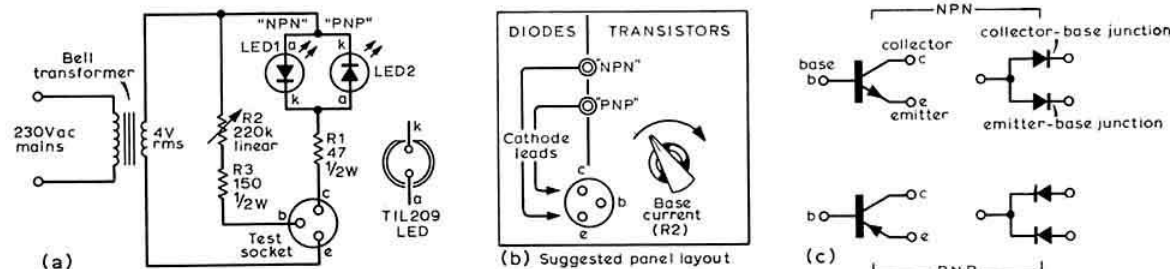 "NPN" "PNP"
LED1 a k LED2
k a
Bell
transformer
230Vac
mains
4V
rms
R2
220k
linear
R3
150
1/2W
R1
47
1/2W
c
b
e
Test
socket
k
a
TIL209
LED
(a)
DIODES TRANSISTORS
"NPN"
"PNP"
Cathode
leads
c
b
e
Base
current
(R2)
(b) Suggested panel layout
NPN
collector
base
b c
e
emitter
collector-base junction
emitter-base junction
b c
e
(c)
PNP